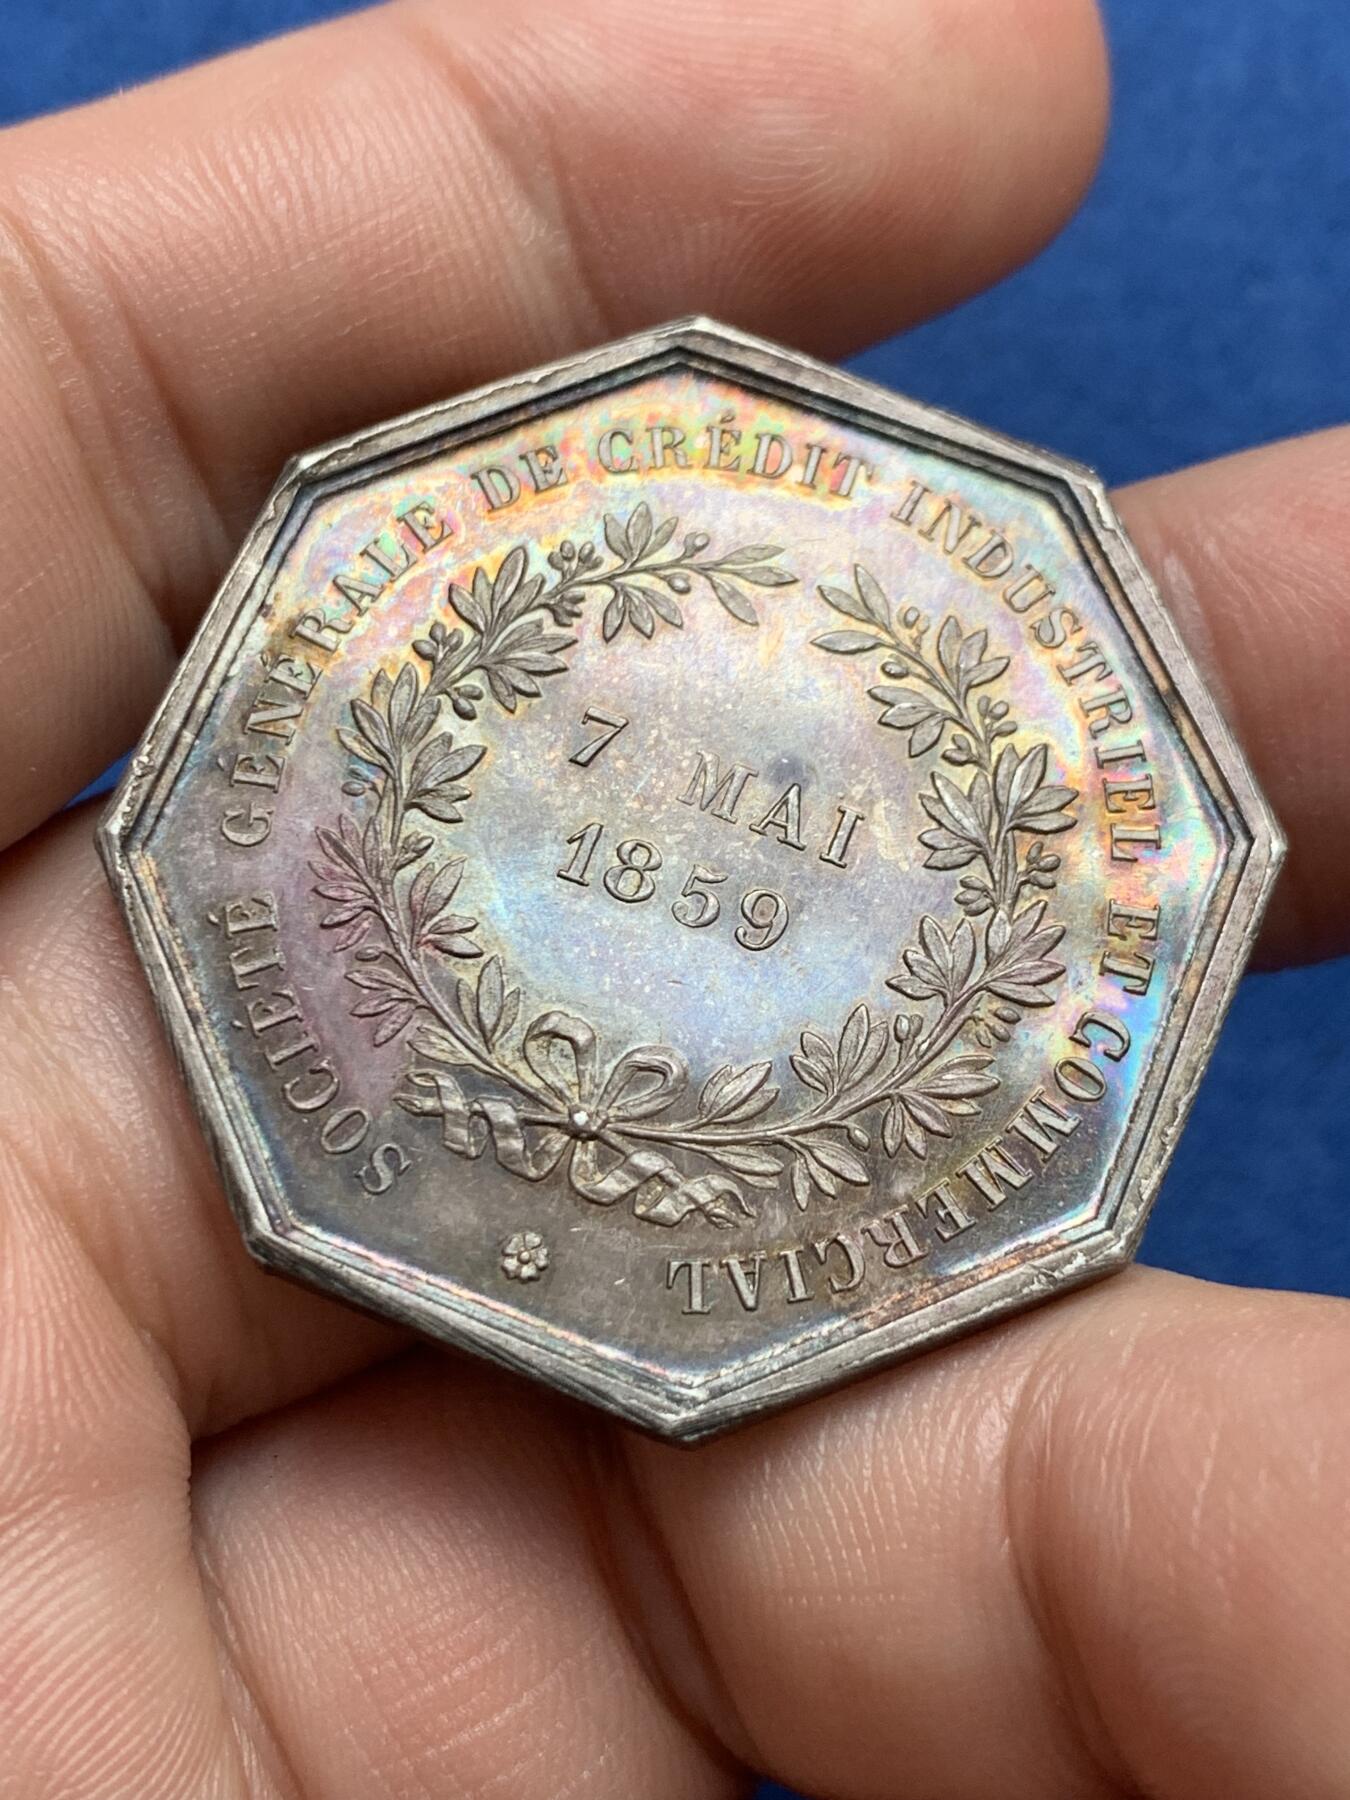 SOCIÉTÉ GÉNÉRALE DE CRÉDIT INDUSTRIEL ET COMMERCIAL
7 MAI
1859